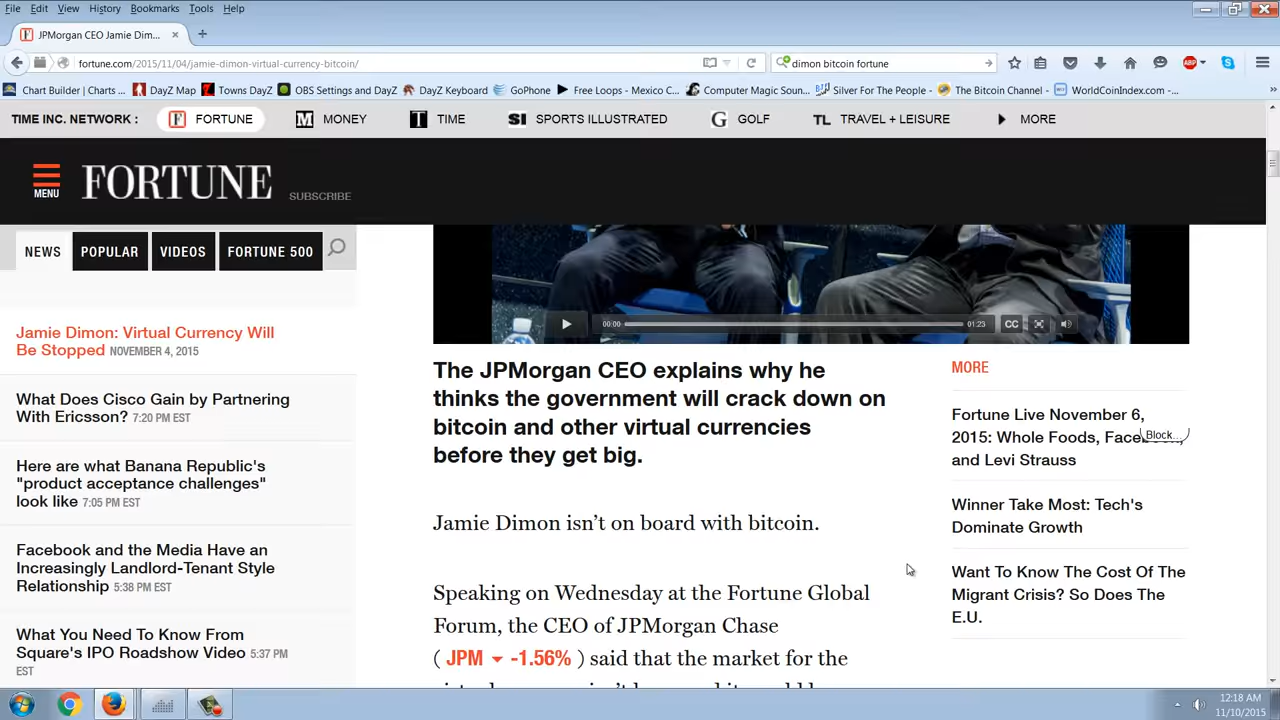 File Edit View History Bookmarks Tools Help
JPMorgan CEO Jamie Dim...
fortune.com/2015/11/04/jamie-dimon-virtual-currency-bitcoin/
dimon bitcoin fortune
ABP
Chart Builder | Charts ... DayZ Map Towns DayZ OBS Settings and DayZ DayZ Keyboard GoPhone Free Loops - Mexico C... Computer Magic Soun... Silver For The People - The Bitcoin Channel - WorldCoinIndex.com -...
TIME INC. NETWORK : F FORTUNE M MONEY T TIME SI SPORTS ILLUSTRATED G GOLF TL TRAVEL + LEISURE MORE
MENU FORTUNE SUBSCRIBE
NEWS POPULAR VIDEOS FORTUNE 500
Jamie Dimon: Virtual Currency Will
Be Stopped NOVEMBER 4, 2015
What Does Cisco Gain by Partnering
With Ericsson? 7:20 PM EST
Here are what Banana Republic's
"product acceptance challenges"
look like 7:05 PM EST
Facebook and the Media Have an
Increasingly Landlord-Tenant Style
Relationship 5:38 PM EST
What You Need To Know From
Square's IPO Roadshow Video 5:37 PM
EST
00:00 01:23 CC
The JPMorgan CEO explains why he
thinks the government will crack down on
bitcoin and other virtual currencies
before they get big.
Jamie Dimon isn't on board with bitcoin.
Speaking on Wednesday at the Fortune Global
Forum, the CEO of JPMorgan Chase
( JPM -1.56% ) said that the market for the
MORE
Fortune Live November 6,
2015: Whole Foods,
Block...
and Levi Strauss
Winner Take Most: Tech's
Dominate Growth
Want To Know The Cost Of The
Migrant Crisis? So Does The
E.U.
12:18 AM
11/10/2015